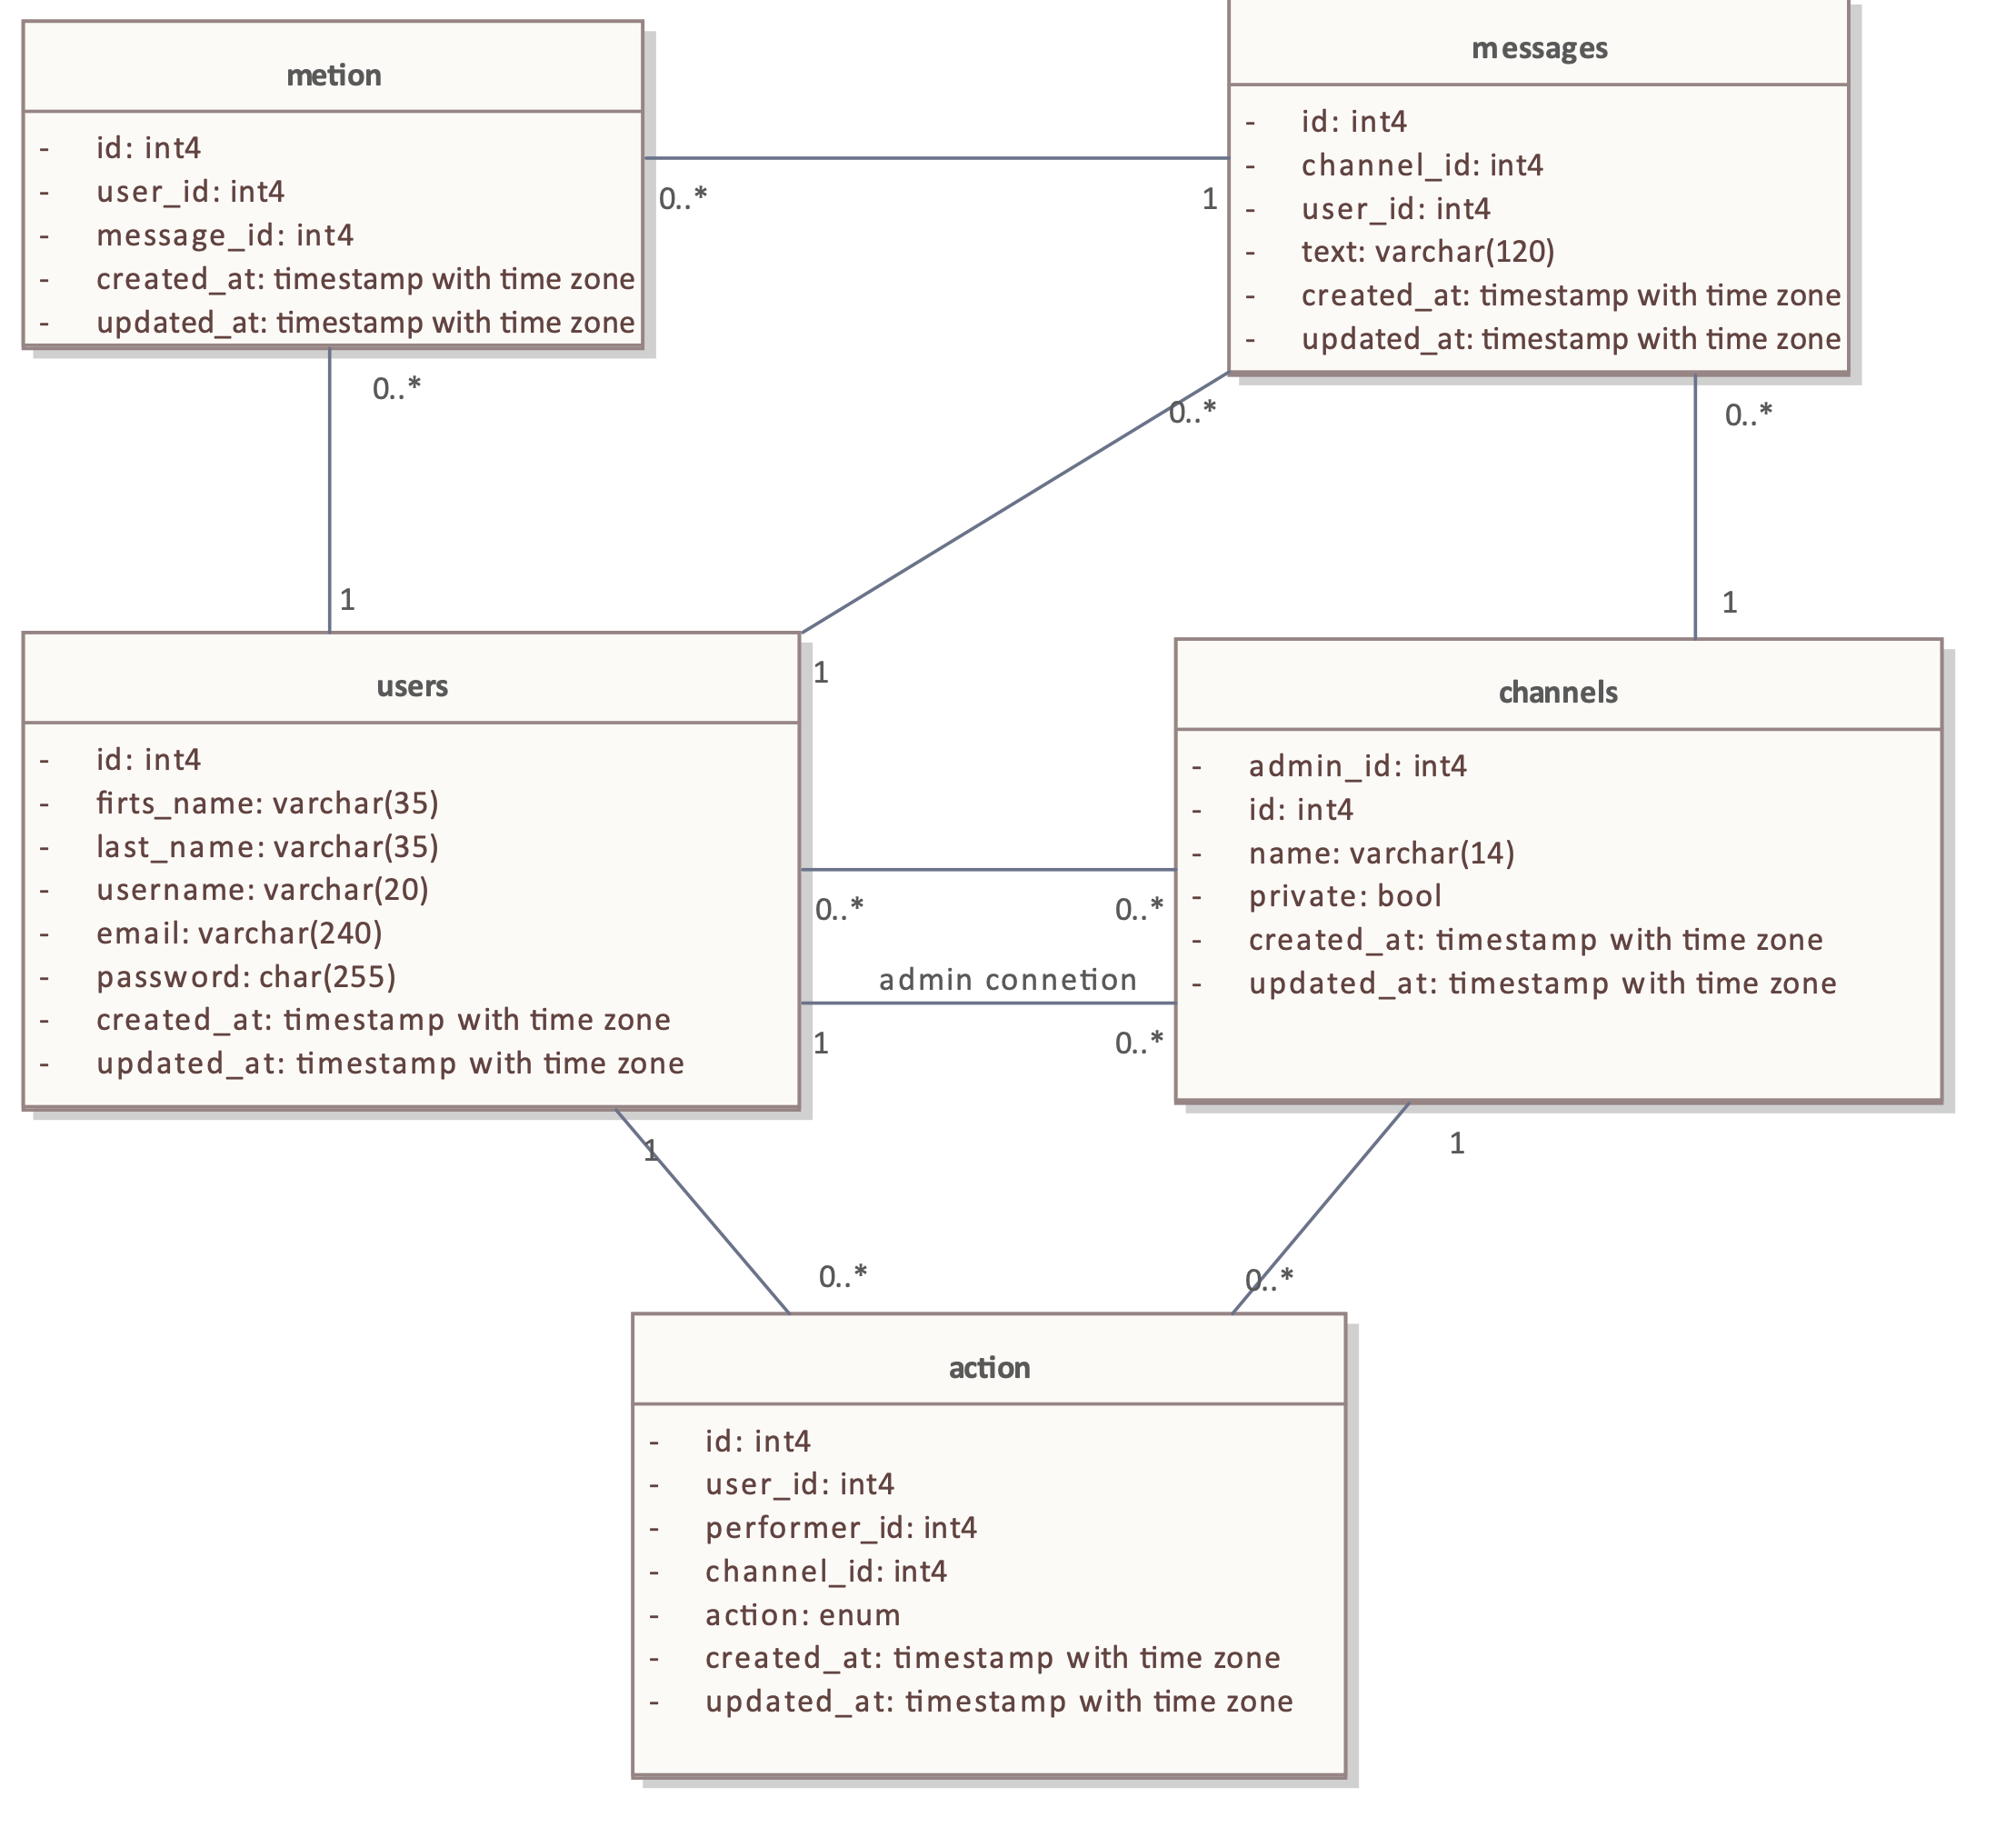 metion
- id: int4
- user_id: int4
- message_id: int4
- created_at: timestamp with time zone
- updated_at: timestamp with time zone
messages
- id: int4
- channel_id: int4
- user_id: int4
- text: varchar(120)
- created_at: timestamp with time zone
- updated_at: timestamp with time zone
0..*
1
0..*
1
0..*
1
0..*
1
users
- id: int4
- firts_name: varchar(35)
- last_name: varchar(35)
- username: varchar(20)
- email: varchar(240)
- password: char(255)
- created_at: timestamp with time zone
- updated_at: timestamp with time zone
channels
- admin_id: int4
- id: int4
- name: varchar(14)
- private: bool
- created_at: timestamp with time zone
- updated_at: timestamp with time zone
0..*
0..*
admin connetion
1
0..*
1
0..*
1
0..*
action
- id: int4
- user_id: int4
- performer_id: int4
- channel_id: int4
- action: enum
- created_at: timestamp with time zone
- updated_at: timestamp with time zone